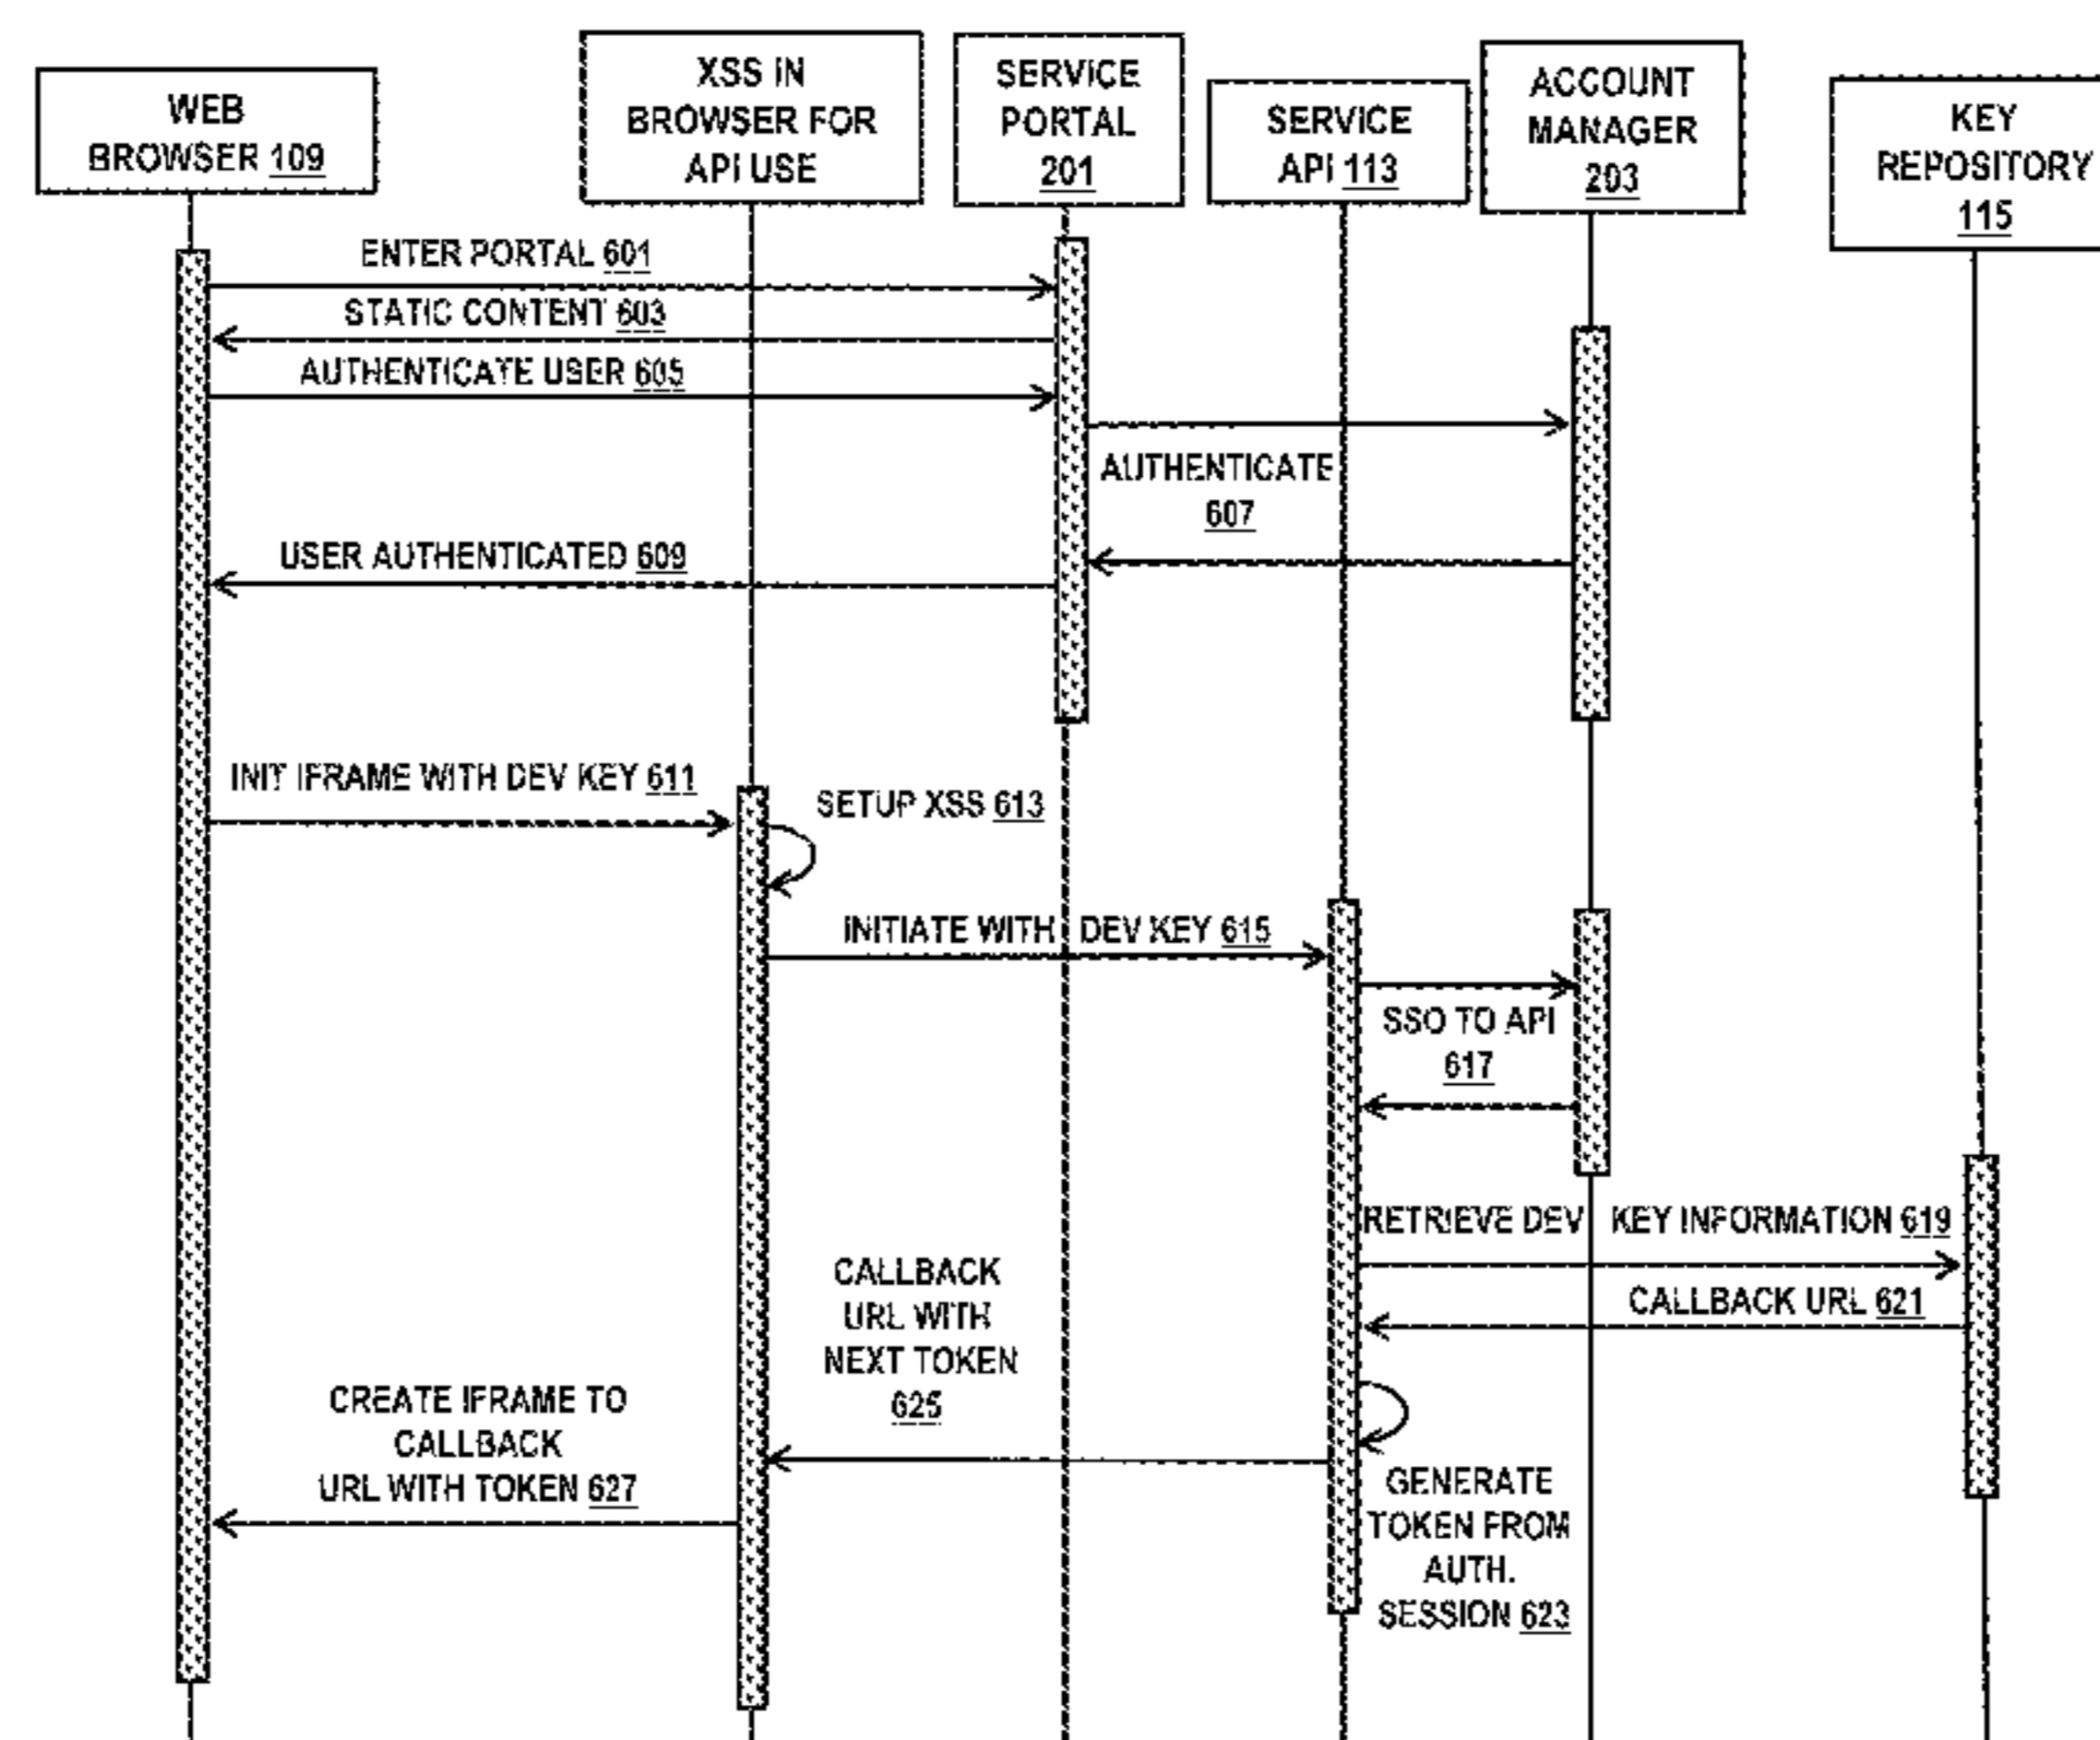 WEB
BROWSER 109
XSS IN
BROWSER FOR
API USE
SERVICE
PORTAL
201
SERVICE
API 113
ACCOUNT
MANAGER
203
KEY
REPOSITORY
115
ENTER PORTAL 601
STATIC CONTENT 603
AUTHENTICATE USER 605
AUTHENTICATE
607
USER AUTHENTICATED 609
INIT IFRAME WITH DEV KEY 611
SETUP XSS 613
INITIATE WITH DEV KEY 615
SSO TO API
617
RETRIEVE DEV KEY INFORMATION 619
CALLBACK URL 621
CALLBACK
URL WITH
NEXT TOKEN
625
CREATE IFRAME TO
CALLBACK
URL WITH TOKEN 627
GENERATE
TOKEN FROM
AUTH.
SESSION 623